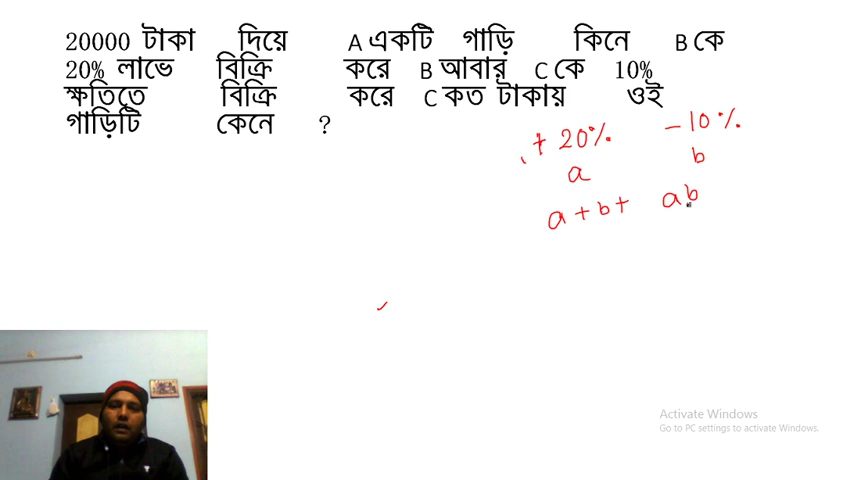 20000 টাকা দিয়ে A একটি গাড়ি কিনে B কে
20% লাভে বিক্রি করে B আবার C কে 10%
ক্ষতিতে বিক্রি করে C কত টাকায় ওই
গাড়িটি কেনে ?
+ 20% - 10%
a b
a + b + ab
Activate Windows
Go to PC settings to activate Windows.